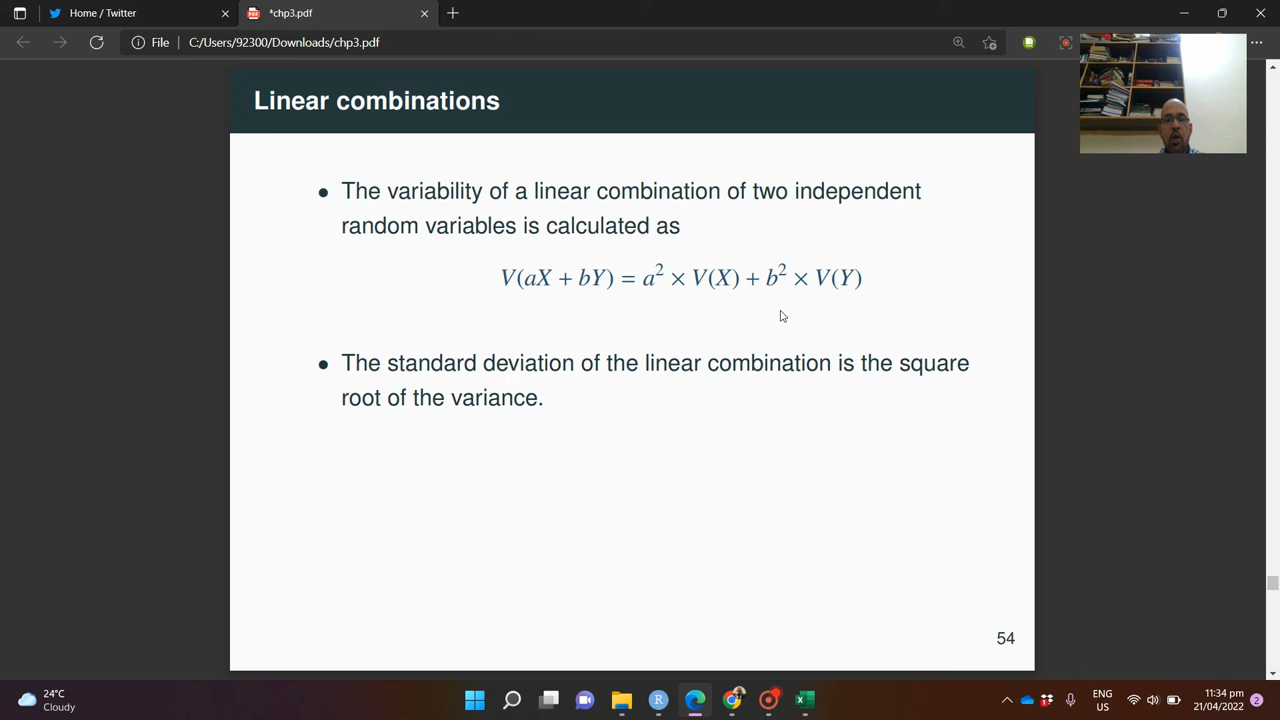 Home / Twitter
*chp3.pdf
File
C:/Users/92300/Downloads/chp3.pdf
Linear combinations
• The variability of a linear combination of two independent
random variables is calculated as
V(aX + bY) = a² × V(X) + b² × V(Y)
• The standard deviation of the linear combination is the square
root of the variance.
54
24°C
Cloudy
ENG
US
11:34 pm
21/04/2022
2